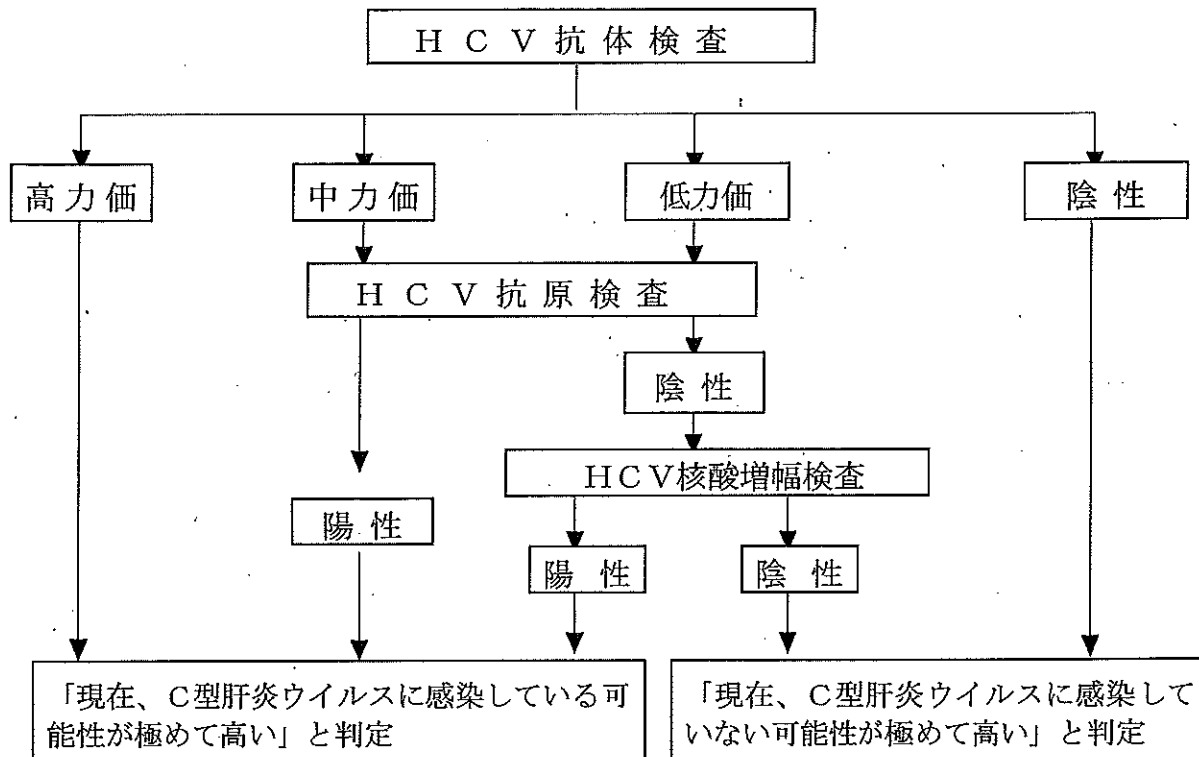 HCV抗体検査
高力価
中力価
低力価
陰性
HCV抗原検査
陰性
HCV核酸増幅検査
陽性
陽性
陰性
「現在、C型肝炎ウイルスに感染している可
能性が極めて高い」と判定
「現在、C型肝炎ウイルスに感染して
いない可能性が極めて高い」と判定